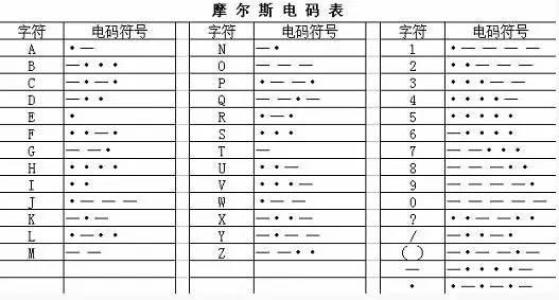 摩尔斯电码表
字符 电码符号 字符 电码符号 字符 电码符号
A •— N —• 1 •————
B —••• O ——— 2 ••———
C —•—• P •——• 3 •••——
D —•• Q ——•— 4 ••••—
E • R •—• 5 •••••
F ••—• S ••• 6 —••••
G ——• T — 7 ——•••
H •••• U ••— 8 ———••
I •• V •••— 9 ————•
J •——— W •—— 0 —————
K —•— X —••— ? ••——••
L •—•• Y —•—— / —••—•
M —— Z ——•• ( ) —•——•—
— —••••—
• •—•—•—